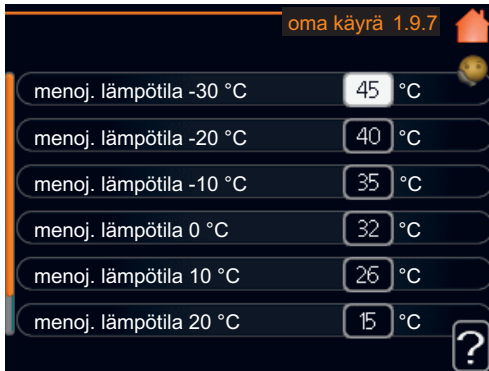 oma käyrä 1.9.7
menoj. lämpötila -30 °C 45 °C
menoj. lämpötila -20 °C 40 °C
menoj. lämpötila -10 °C 35 °C
menoj. lämpötila 0 °C 32 °C
menoj. lämpötila 10 °C 26 °C
menoj. lämpötila 20 °C 15 °C
?